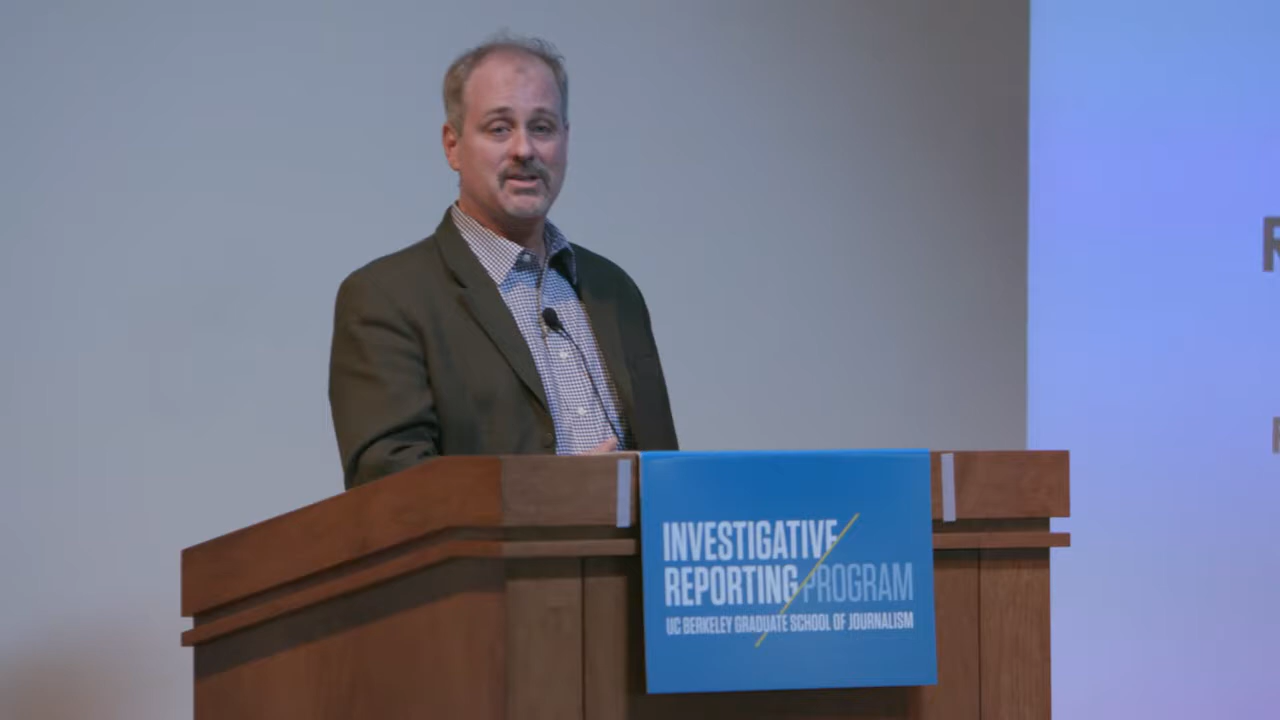 INVESTIGATIVE
REPORTING PROGRAM
UC BERKELEY GRADUATE SCHOOL OF JOURNALISM